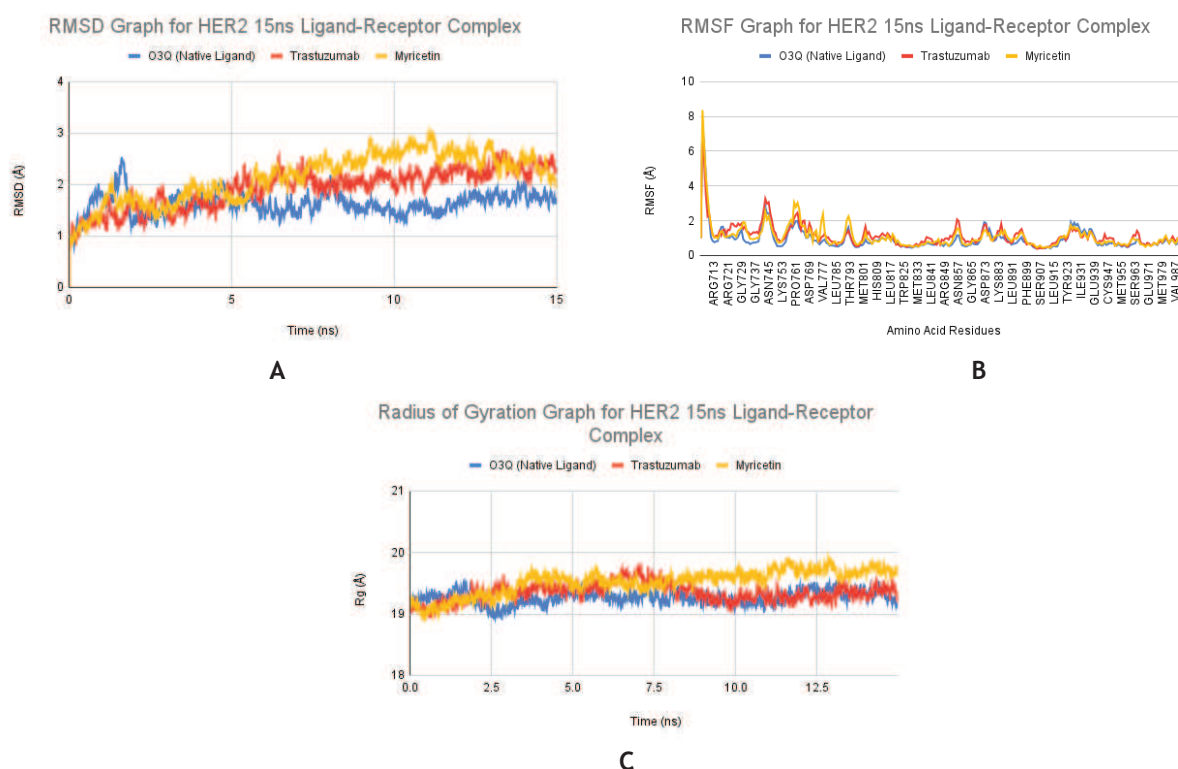 RMSD Graph for HER2 15ns Ligand-Receptor Complex
O3Q (Native Ligand) Trastuzumab Myricetin
4
3
2
1
0
RMSD (Å)
0 5 10 15
Time (ns)
A
RMSF Graph for HER2 15ns Ligand-Receptor Complex
O3Q (Native Ligand) Trastuzumab Myricetin
10
8
6
4
2
0
RMSF (Å)
ARG713
ARG721
GLY729
GLY737
ASN745
LYS753
PRO761
ASP769
VAL777
LEU785
THR793
MET801
HIS809
LEU817
TRP825
MET833
LEU841
ARG849
ASN857
GLY865
ASP873
LYS883
LEU891
PHE899
SER907
LEU915
TYR923
ILE931
GLU939
CYS947
MET955
SER963
GLU971
MET979
VAL987
Amino Acid Residues
B
Radius of Gyration Graph for HER2 15ns Ligand-Receptor
Complex
O3Q (Native Ligand) Trastuzumab Myricetin
21
20
19
18
Rg (Å)
0.0 2.5 5.0 7.5 10.0 12.5
Time (ns)
C